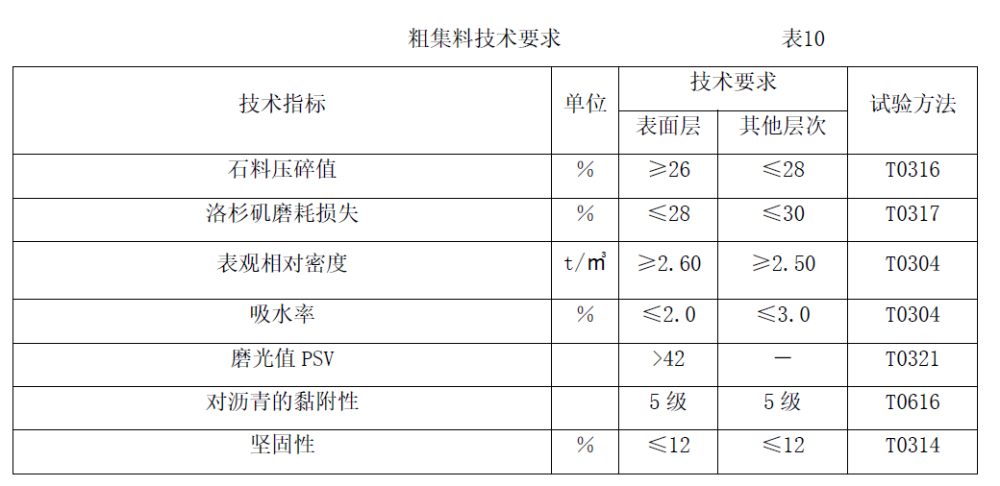 粗集料技术要求 表10
技术指标 单位 技术要求 试验方法
表面层 其他层次
石料压碎值 % ≥26 ≤28 T0316
洛杉矶磨耗损失 % ≤28 ≤30 T0317
表观相对密度 t/㎥ ≥2.60 ≥2.50 T0304
吸水率 % ≤2.0 ≤3.0 T0304
磨光值 PSV >42 － T0321
对沥青的黏附性 5 级 5 级 T0616
坚固性 % ≤12 ≤12 T0314